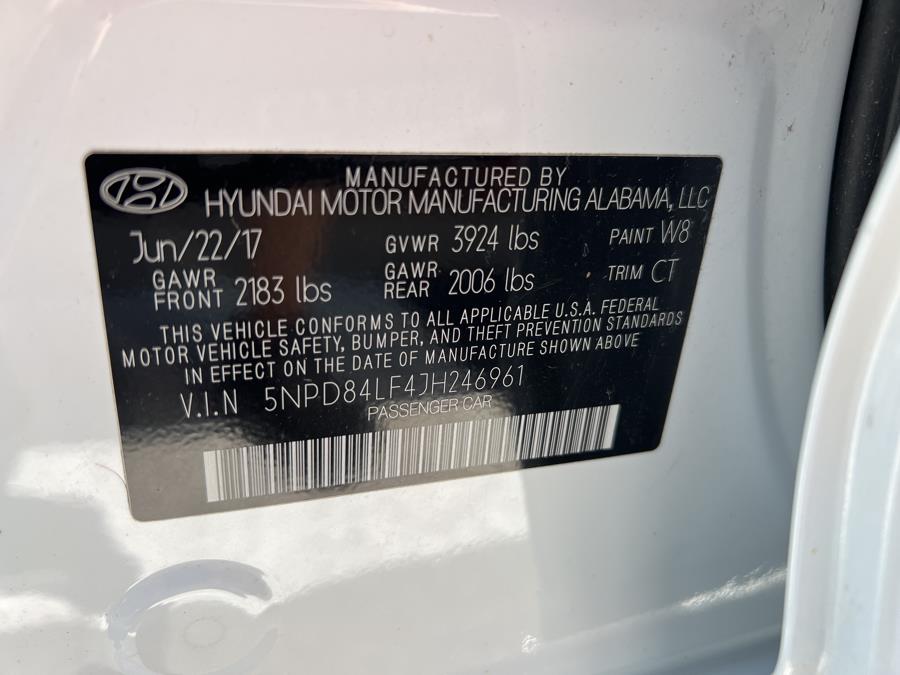 MANUFACTURED BY
HYUNDAI MOTOR MANUFACTURING ALABAMA, LLC
Jun/22/17 GVWR 3924 lbs PAINT W8
GAWR FRONT 2183 lbs GAWR REAR 2006 lbs TRIM CT
THIS VEHICLE CONFORMS TO ALL APPLICABLE U.S.A. FEDERAL
MOTOR VEHICLE SAFETY, BUMPER, AND THEFT PREVENTION STANDARDS
IN EFFECT ON THE DATE OF MANUFACTURE SHOWN ABOVE
V.I.N 5NPD84LF4JH246961
PASSENGER CAR